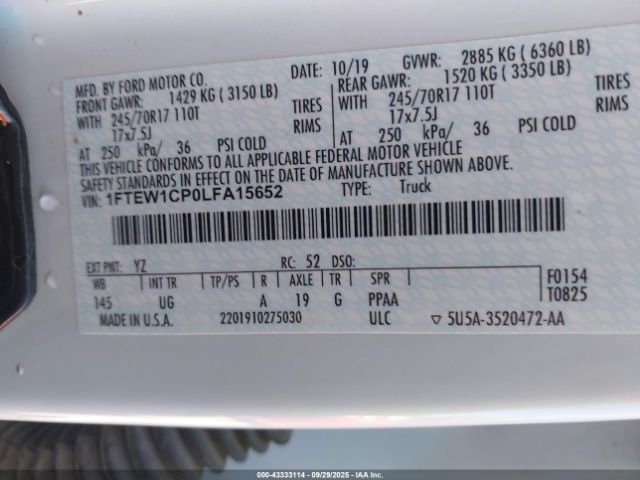 MFD. BY FORD MOTOR CO.
DATE: 10/19 GVWR: 2885 KG ( 6360 LB)
FRONT GAWR: 1429 KG ( 3150 LB) REAR GAWR: 1520 KG ( 3350 LB)
WITH 245/70R17 110T TIRES WITH 245/70R17 110T TIRES
17x7.5J RIMS 17x7.5J RIMS
AT 250 kPa/ 36 PSI COLD AT 250 kPa/ 36 PSI COLD
THIS VEHICLE CONFORMS TO ALL APPLICABLE FEDERAL MOTOR VEHICLE
SAFETY STANDARDS IN EFFECT ON THE DATE OF MANUFACTURE SHOWN ABOVE.
VIN: 1FTEW1CP0LFA15652 TYPE: Truck
EXT PNT: YZ RC: 52 DSO:
WB INT TR TP/PS R AXLE TR SPR F0154
145 UG A 19 G PPAA T0825
MADE IN U.S.A. 2201910275030 ULC ▽ 5U5A-3520472-AA
000-43333114 09/29/2025 IAAI.COM